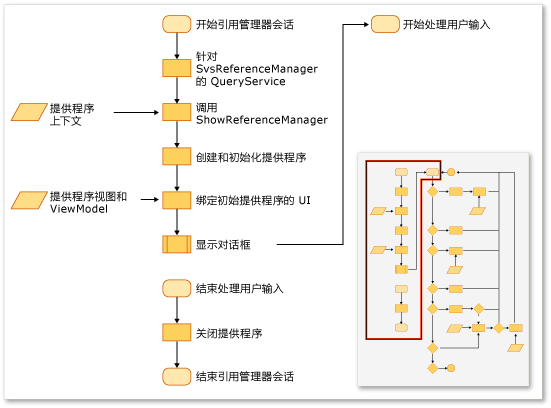 开始引用管理器会话
开始处理用户输入
针对
SvsReferenceManager
的 QueryService
提供程序
上下文
调用
ShowReferenceManager
创建和初始化提供程序
提供程序视图和
ViewModel
绑定初始提供程序的 UI
显示对话框
结束处理用户输入
关闭提供程序
结束引用管理器会话